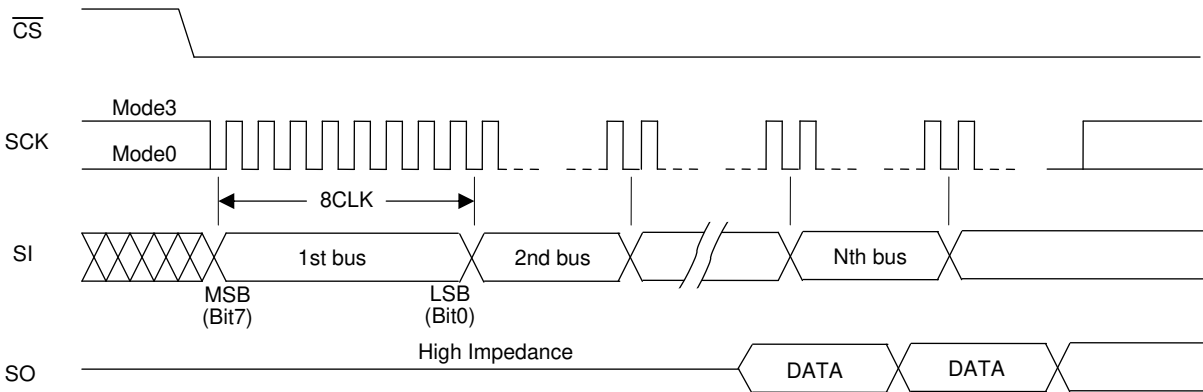 CS
Mode3
SCK
Mode0
8CLK
SI
1st bus
2nd bus
Nth bus
MSB
(Bit7)
LSB
(Bit0)
High Impedance
SO
DATA
DATA